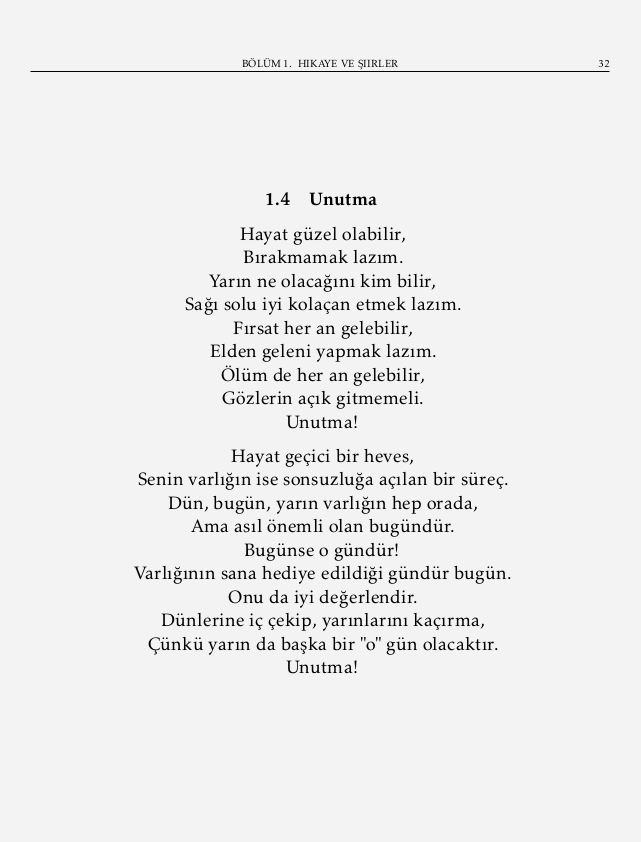 BÖLÜM 1. HIKAYE VE ŞIIRLER 32
1.4 Unutma
Hayat güzel olabilir,
Bırakmamak lazım.
Yarın ne olacağını kim bilir,
Sağı solu iyi kolaçan etmek lazım.
Fırsat her an gelebilir,
Elden geleni yapmak lazım.
Ölüm de her an gelebilir,
Gözlerin açık gitmemeli.
Unutma!
Hayat geçici bir heves,
Senin varlığın ise sonsuzluğa açılan bir süreç.
Dün, bugün, yarın varlığın hep orada,
Ama asıl önemli olan bugündür.
Bugünse o gündür!
Varlığının sana hediye edildiği gündür bugün.
Onu da iyi değerlendir.
Dünlerine iç çekip, yarınlarını kaçırma,
Çünkü yarın da başka bir "o" gün olacaktır.
Unutma!